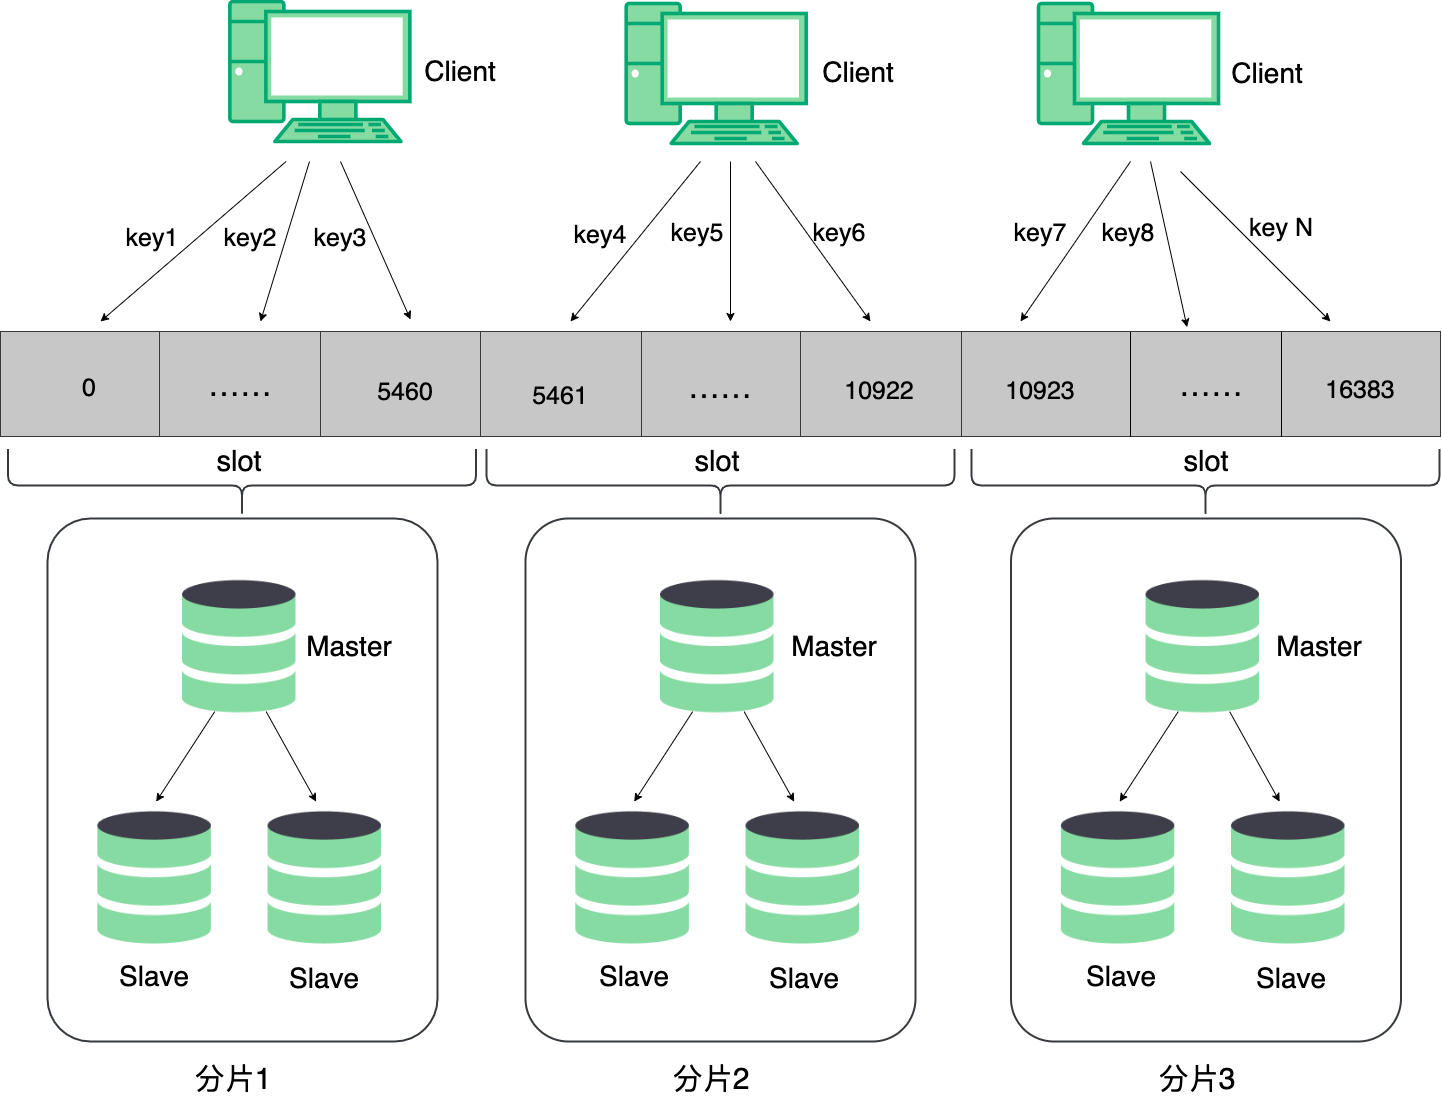 Client
Client
Client
key1
key2
key3
key4
key5
key6
key7
key8
key N
0
......
5460
5461
......
10922
10923
......
16383
slot
slot
slot
Master
Master
Master
Slave
Slave
Slave
Slave
Slave
Slave
分片1
分片2
分片3